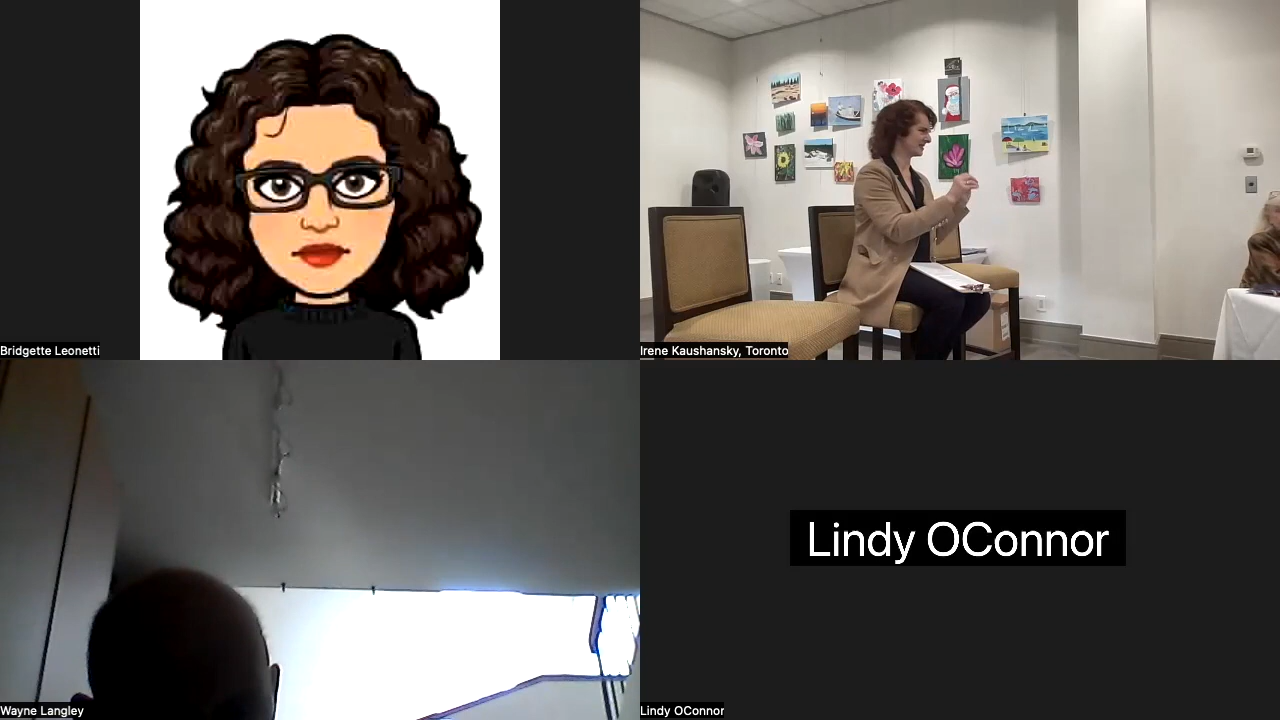 Bridgette Leonetti
Irene Kaushansky, Toronto
Lindy OConnor
Wayne Langley
Lindy OConnor